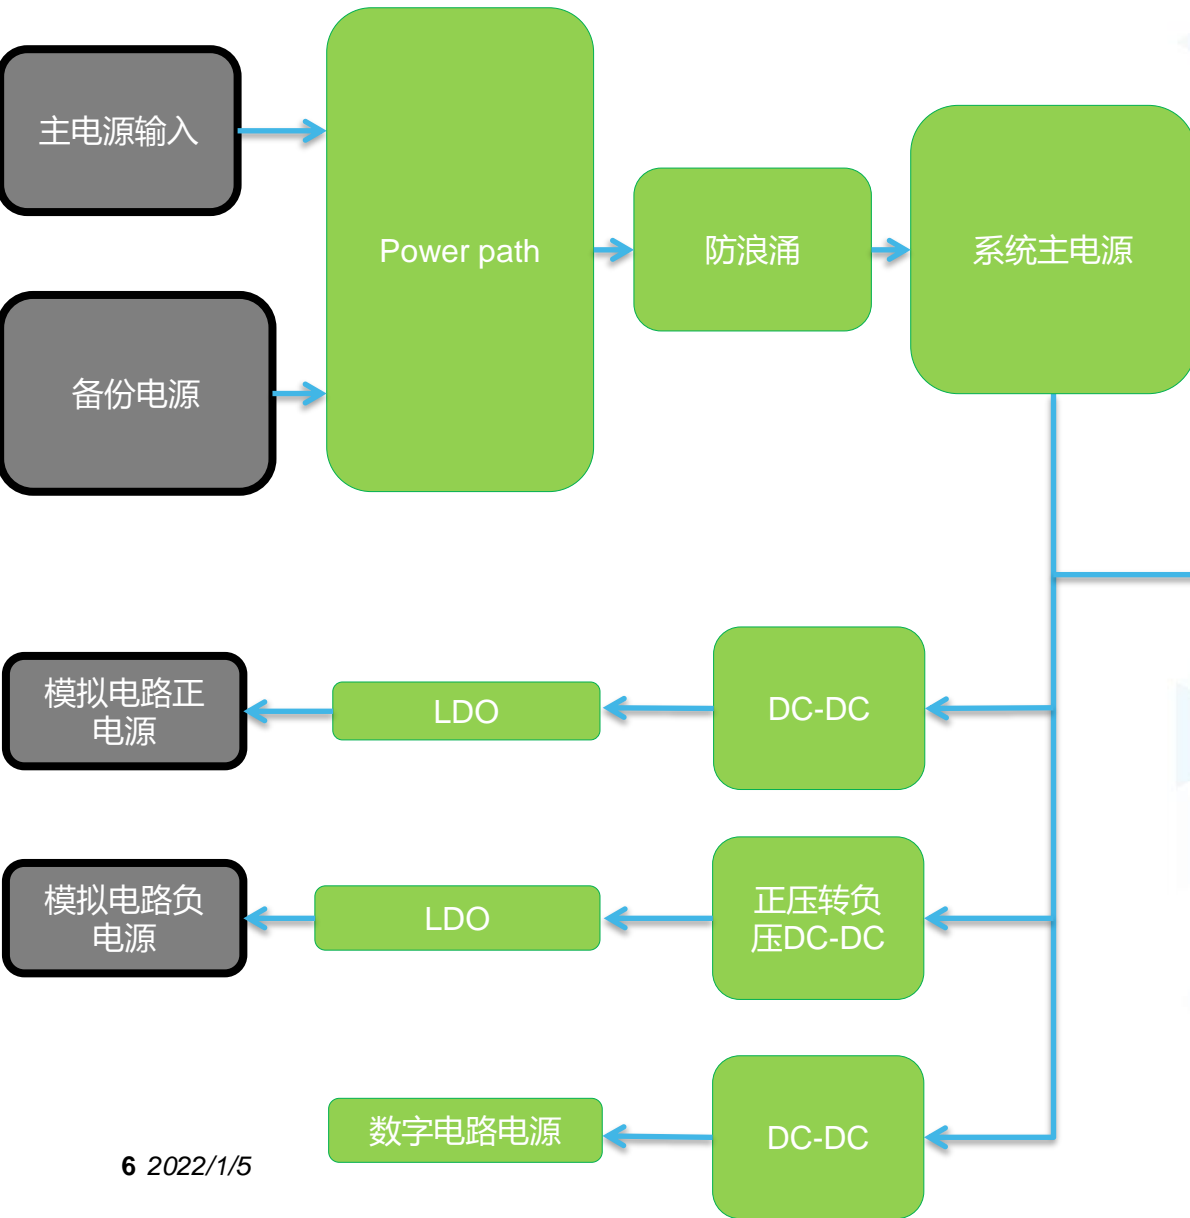 主电源输入
Power path
防浪涌
系统主电源
备份电源
模拟电路正
电源
LDO
DC-DC
模拟电路负
电源
LDO
正压转负
压DC-DC
数字电路电源
DC-DC
6 2022/1/5